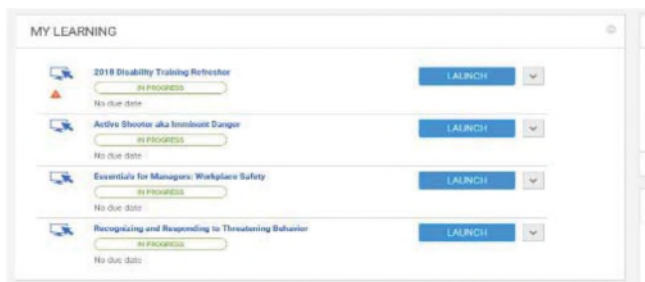 MY LEARNING
2018 Disability Training Refresher
LAUNCH
IN PROGRESS
No due date
Active Shooter aka Imminent Danger
LAUNCH
IN PROGRESS
No due date
Essentials for Managers: Workplace Safety
LAUNCH
IN PROGRESS
No due date
Recognizing and Responding to Threatening Behavior
LAUNCH
IN PROGRESS
No due date